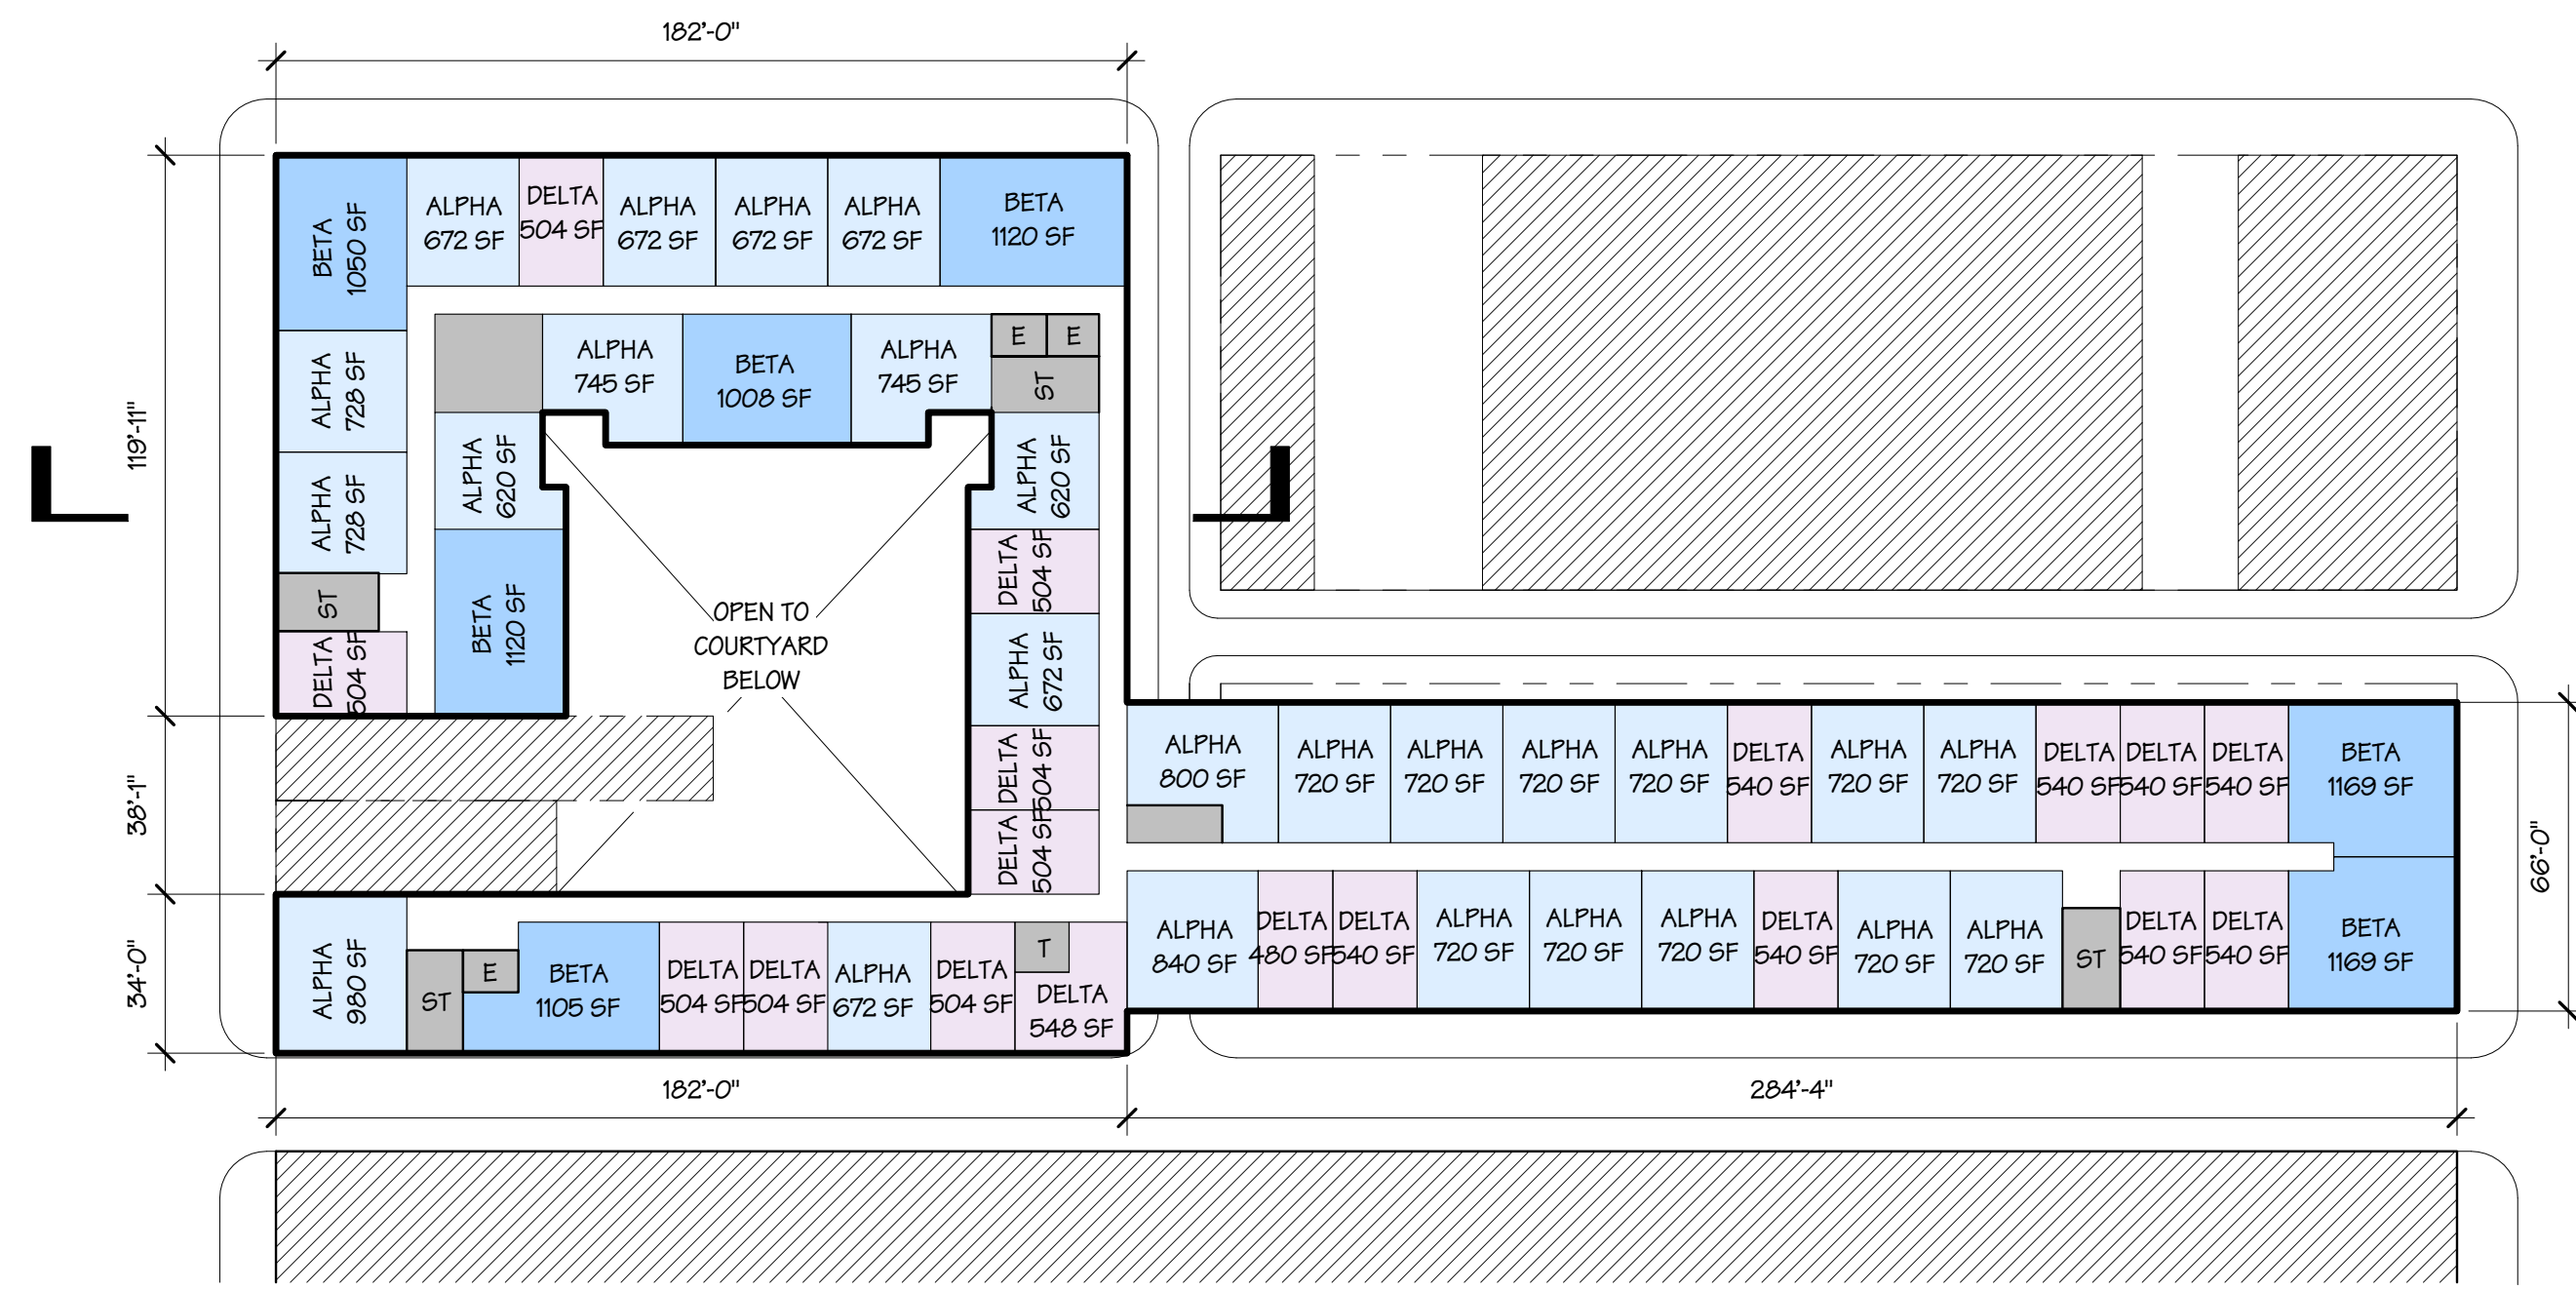 182'-0"
BETA
1050 SF
ALPHA
672 SF
DELTA
504 SF
ALPHA
672 SF
ALPHA
672 SF
ALPHA
672 SF
BETA
1120 SF
ALPHA
728 SF
ALPHA
745 SF
BETA
1008 SF
ALPHA
745 SF
E
E
ST
119'-11"
ALPHA
728 SF
ALPHA
620 SF
ALPHA
620 SF
ST
BETA
1120 SF
DELTA
504 SF
DELTA
504 SF
OPEN TO
COURTYARD
BELOW
ALPHA
672 SF
DELTA
504 SF
DELTA
504 SF
38'-1"
34'-0"
ALPHA
980 SF
ST
E
BETA
1105 SF
DELTA
504 SF
DELTA
504 SF
ALPHA
672 SF
DELTA
504 SF
T
DELTA
548 SF
ALPHA
800 SF
ALPHA
720 SF
ALPHA
720 SF
ALPHA
720 SF
ALPHA
720 SF
DELTA
540 SF
ALPHA
720 SF
ALPHA
720 SF
DELTA
540 SF
DELTA
540 SF
DELTA
540 SF
BETA
1169 SF
66'-0"
ALPHA
840 SF
DELTA
480 SF
DELTA
540 SF
ALPHA
720 SF
ALPHA
720 SF
ALPHA
720 SF
DELTA
540 SF
ALPHA
720 SF
ALPHA
720 SF
ST
DELTA
540 SF
DELTA
540 SF
BETA
1169 SF
182'-0"
284'-4"